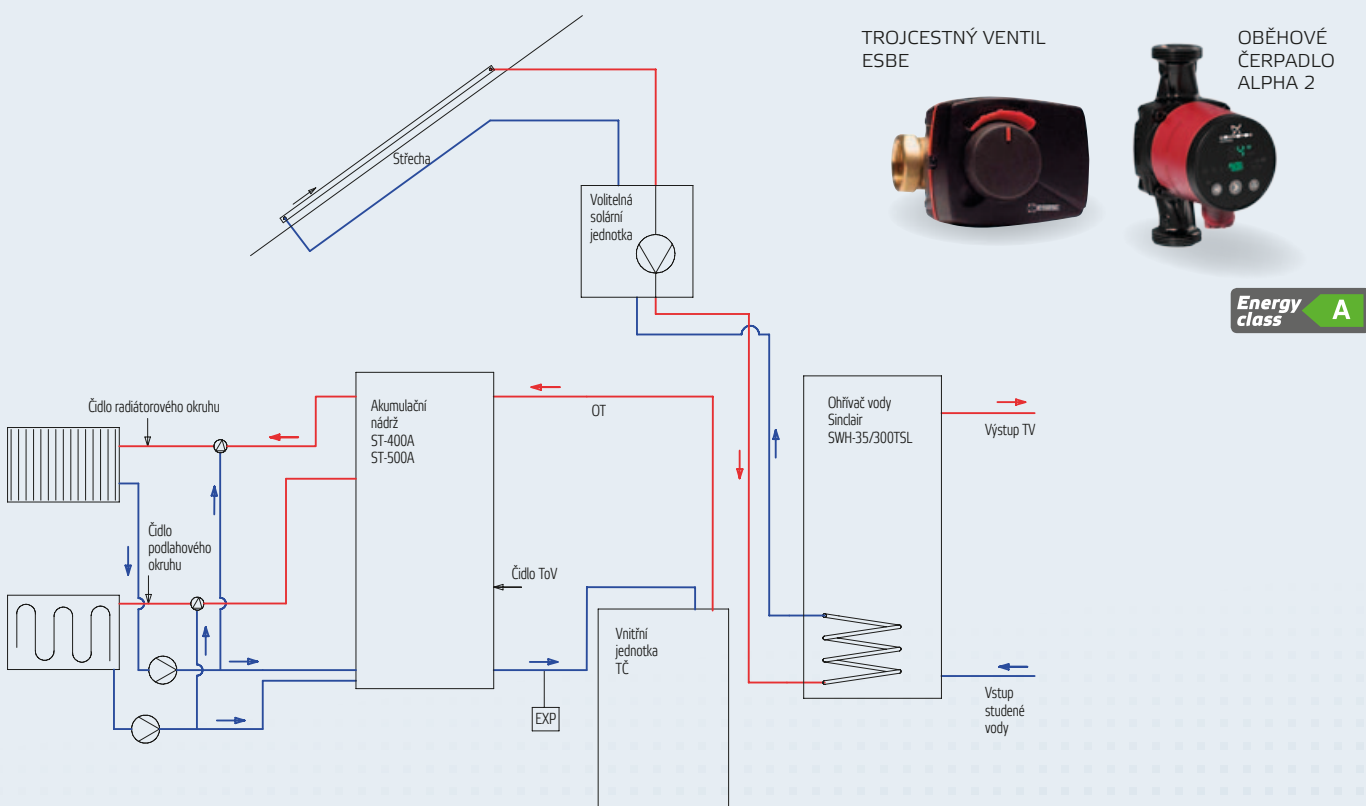 TROJCESTNÝ VENTIL
ESBE
OBĚHOVÉ
ČERPADLO
ALPHA 2
Energy
class
A
Střecha
Volitelná
solární
jednotka
Čidlo radiátorového okruhu
Akumulační
nádrž
ST-400A
ST-500A
OT
Ohřívač vody
Sinclair
SWH-35/300TSL
Výstup TV
Čidlo
podlahového
okruhu
Čidlo ToV
Vnitřní
jednotka
TČ
EXP
Vstup
studené
vody